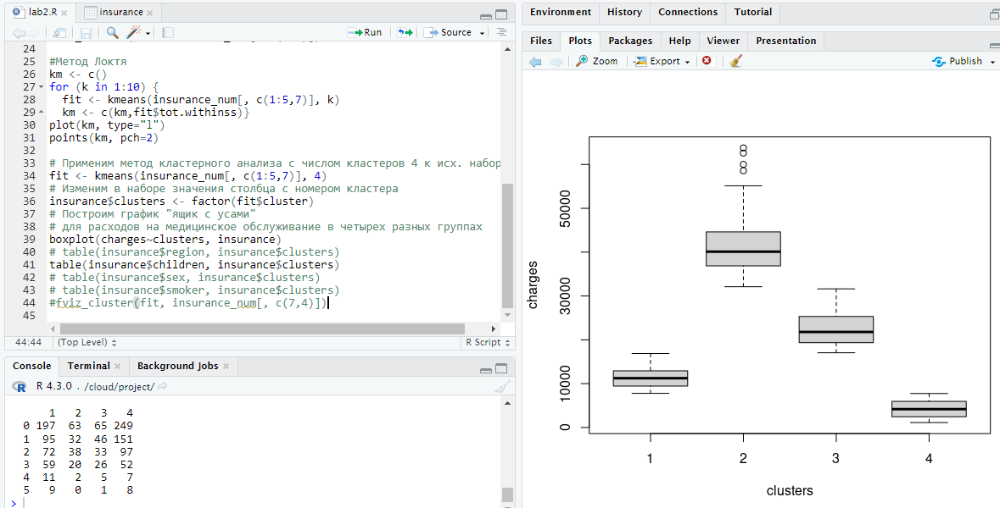 lab2.R
insurance
Run
Source
24
25 #Метод Локтя
26 km <- c()
27 for (k in 1:10) {
28 fit <- kmeans(insurance_num[, c(1:5,7)], k)
29 km <- c(km,fit$tot.withinss)}
30 plot(km, type="l")
31 points(km, pch=2)
32
33 # Применим метод кластерного анализа с числом кластеров 4 к исх. набор
34 fit <- kmeans(insurance_num[, c(1:5,7)], 4)
35 # Изменим в наборе значения столбца с номером кластера
36 insurance$clusters <- factor(fit$cluster)
37 # Построим график "ящик с усами"
38 # для расходов на медицинское обслуживание в четырех разных группах
39 boxplot(charges~clusters, insurance)
40 # table(insurance$region, insurance$clusters)
41 table(insurance$children, insurance$clusters)
42 # table(insurance$sex, insurance$clusters)
43 # table(insurance$smoker, insurance$clusters)
44 #fviz_cluster(fit, insurance_num[, c(7,4)])
45
44:44 (Top Level) R Script
Console Terminal Background Jobs
R 4.3.0 . /cloud/project/
1 2 3 4
0 197 63 65 249
1 95 32 46 151
2 72 38 33 97
3 59 20 26 52
4 11 2 5 7
5 9 0 1 8
>
Environment History Connections Tutorial
Files Plots Packages Help Viewer Presentation
Zoom Export Publish
charges
50000
30000
10000
0
1 2 3 4
clusters